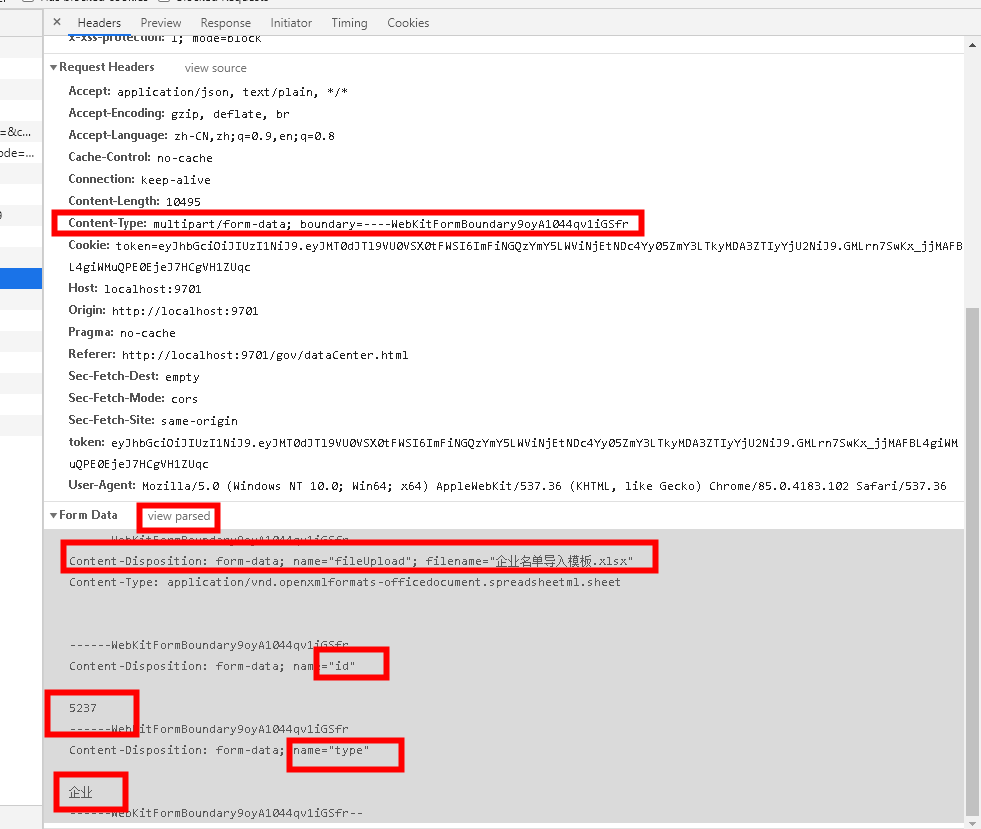 Headers Preview Response Initiator Timing Cookies
x-xss-protection: 1; mode=block
Request Headers view source
Accept: application/json, text/plain, */*
Accept-Encoding: gzip, deflate, br
=&c...
Accept-Language: zh-CN,zh;q=0.9,en;q=0.8
ode=...
Cache-Control: no-cache
Connection: keep-alive
Content-Length: 10495
Content-Type: multipart/form-data; boundary=----WebKitFormBoundary9oyA1044qv1iGSfr
Cookie: token=eyJhbGciOiJIUzI1NiJ9.eyJMT0dJTl9VU0VSX0tFWSI6ImFiNGQzYmY5LWViNjEtNDc4Yy05ZmY3LTkyMDA3ZTIyYjU2NiJ9.GMLrn7SwKx_jjMAFB
L4giWMuQPE0EjeJ7HCgVH1ZUqc
Host: localhost:9701
Origin: http://localhost:9701
Pragma: no-cache
Referer: http://localhost:9701/gov/dataCenter.html
Sec-Fetch-Dest: empty
Sec-Fetch-Mode: cors
Sec-Fetch-Site: same-origin
token: eyJhbGciOiJIUzI1NiJ9.eyJMT0dJTl9VU0VSX0tFWSI6ImFiNGQzYmY5LWViNjEtNDc4Yy05ZmY3LTkyMDA3ZTIyYjU2NiJ9.GMLrn7SwKx_jjMAFBL4giWM
uQPE0EjeJ7HCgVH1ZUqc
User-Agent: Mozilla/5.0 (Windows NT 10.0; Win64; x64) AppleWebKit/537.36 (KHTML, like Gecko) Chrome/85.0.4183.102 Safari/537.36
Form Data view parsed
------WebKitFormBoundary9oyA1044qv1iGSfr
Content-Disposition: form-data; name="fileUpload"; filename="企业名单导入模板.xlsx"
Content-Type: application/vnd.openxmlformats-officedocument.spreadsheetml.sheet
------WebKitFormBoundary9oyA1044qv1iGSfr
Content-Disposition: form-data; name="id"
5237
------WebKitFormBoundary9oyA1044qv1iGSfr
Content-Disposition: form-data; name="type"
企业
------WebKitFormBoundary9oyA1044qv1iGSfr--